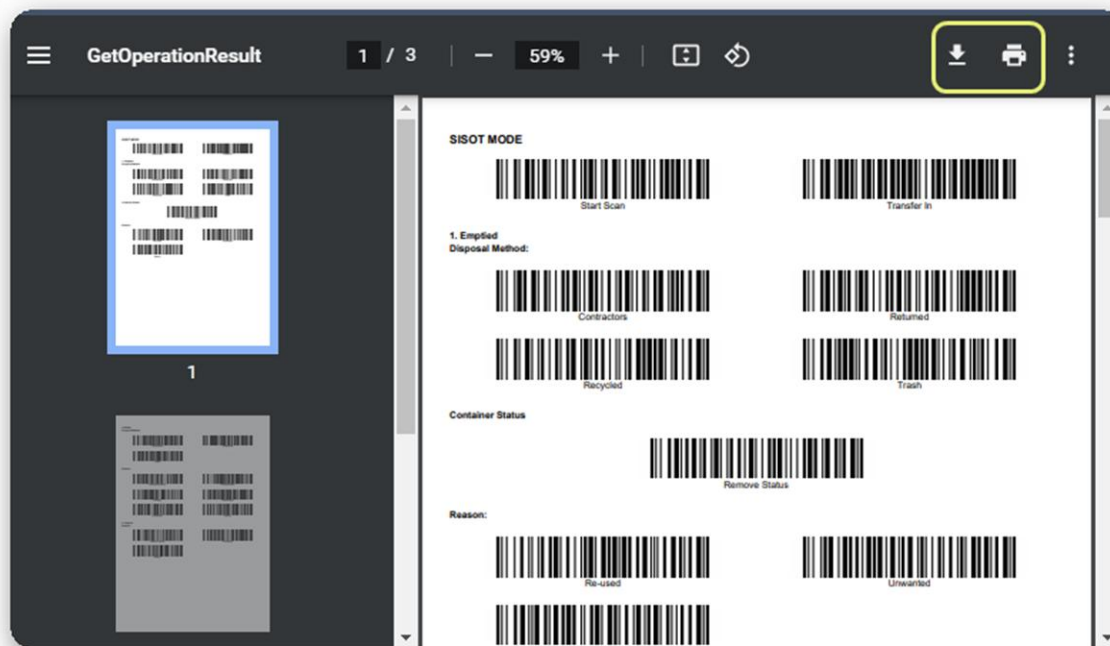 GetOperationResult 1 / 3 59%
SISOT MODE
Start Scan Transfer In
1. Emptied
Disposal Method:
Contractors Returned
Recycled Trash
Container Status
Remove Status
Reason:
Re-used Unwanted
1